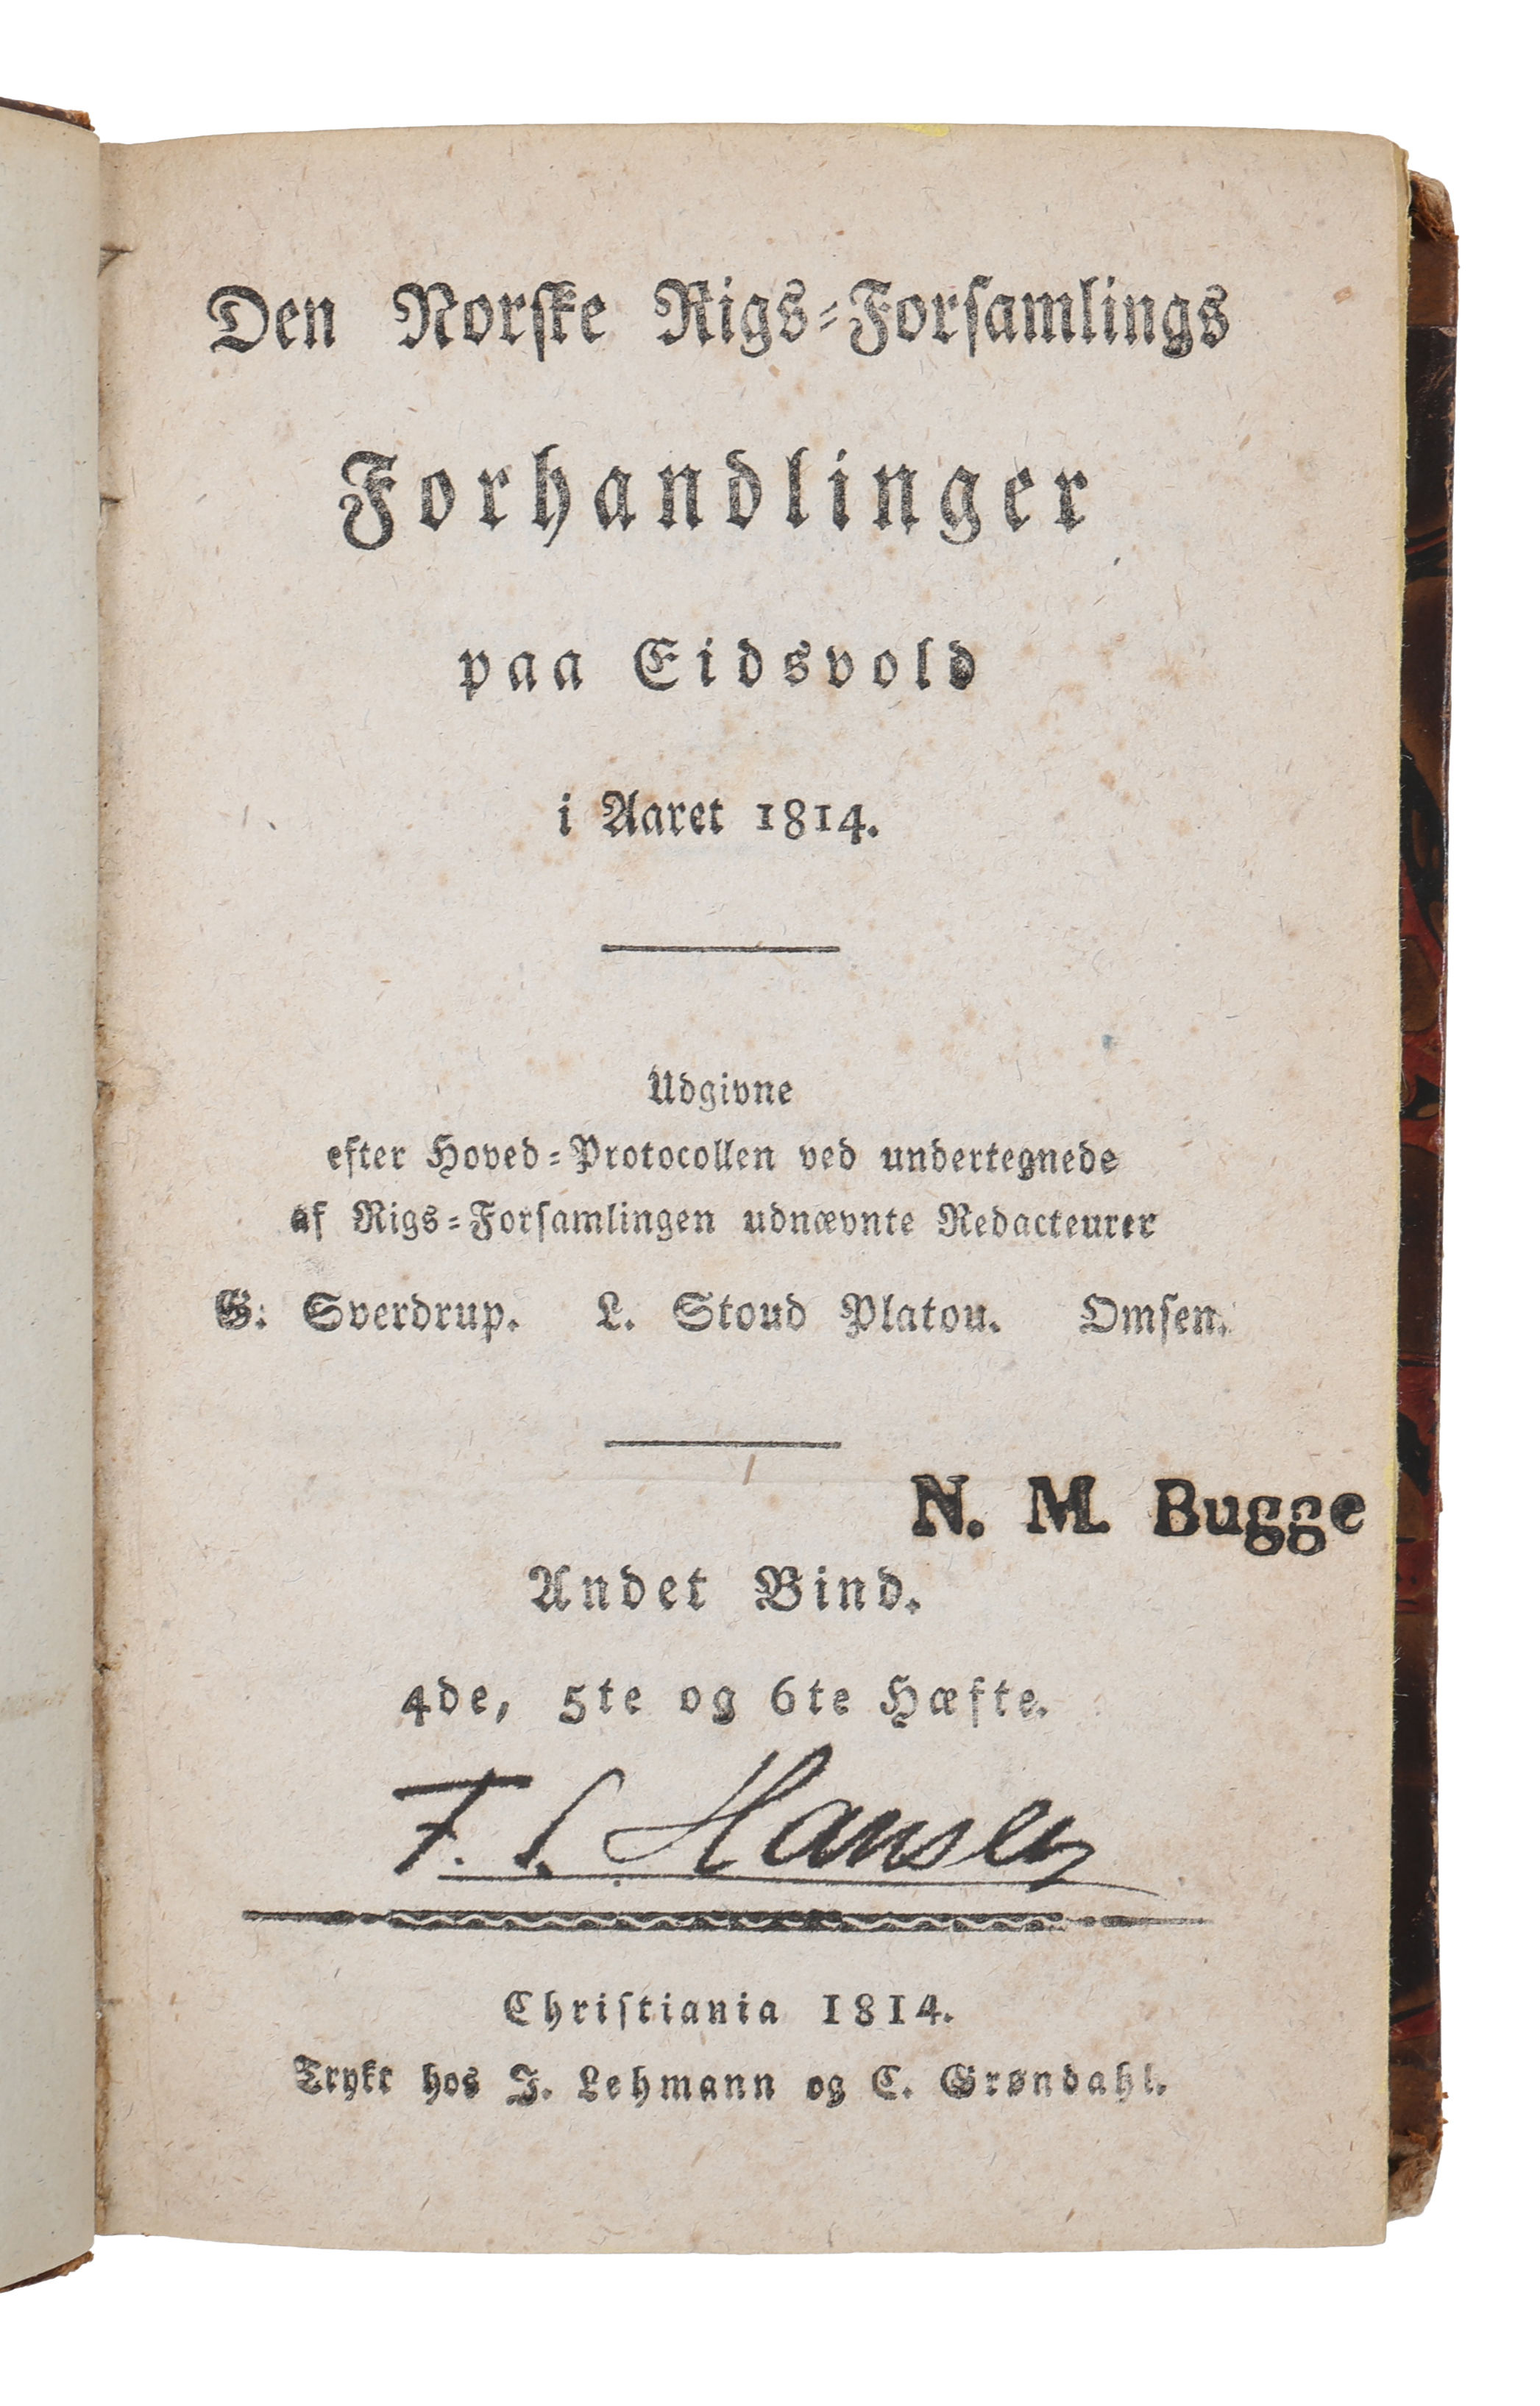 Den Norske Rigs-Forsamlings
Forhandlinger
paa Eidsvold
i Aaret 1814.
Udgivne
efter Hoved-Protocollen ved undertegnede
af Rigs-Forsamlingen udnævnte Redacteurer
G. Sverdrup. L. Stoud Platou. Omsen.
N. M. Bugge
Andet Bind.
4de, 5te og 6te Hæfte.
F. S. Hansen
Christiania 1814.
Trykt hos J. Lehmann og C. Grøndahl.